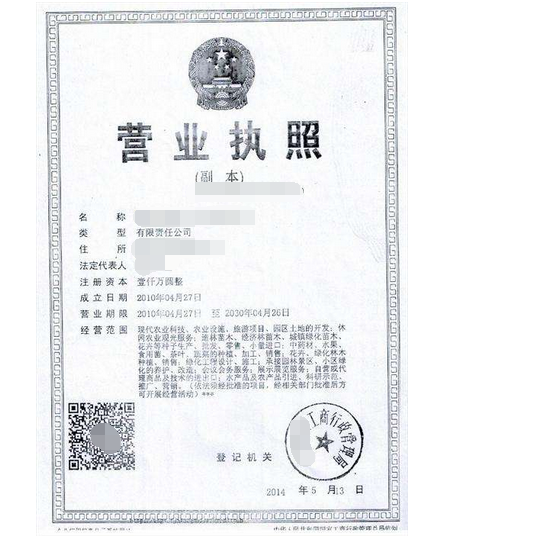 营业执照
(副 本)
名 称
类 型 有限责任公司
住 所
法定代表人
注册资本 壹仟万圆整
成立日期 2010年04月27日
营业期限 2010年04月27日 至 2030年04月26日
经营范围 现代农业科技、农业设施、旅游项目、园区土地的开发；休
闲农业观光服务；造林苗木、经济林苗木、城镇绿化苗木、
花卉等种子生产、批发、零售、小量进口；中药材、水果、
食用菌、茶叶、蔬菜的种植、加工、销售；花卉、绿化林木
种植、销售；绿化工程设计、施工；承接园林景区、小区绿
化的养护、改造；会议会务服务；展示展览服务；自营或代
理商品及技术的进出口；水产品及农产品引进、科研示范、
推广、营销。（依法须经批准的项目，经相关部门批准后方
可开展经营活动）***
工商行政管理
登记机关
2014 年 5 月 13 日